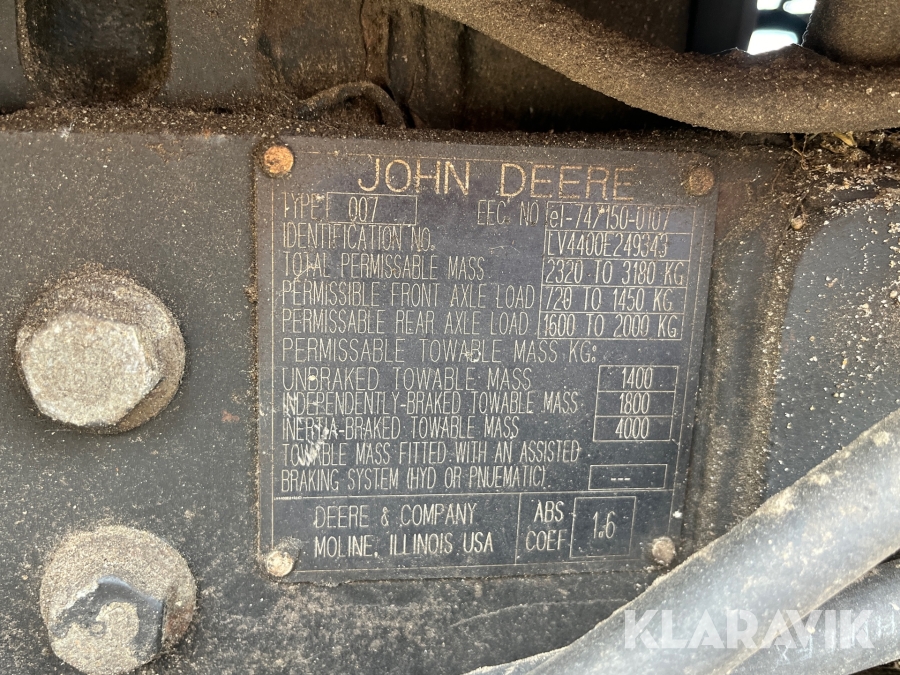 JOHN DEERE
TYPE: 007 EEC. NO e1-747150-0107
IDENTIFICATION NO. LV4400E249343
TOTAL PERMISSABLE MASS 2320 TO 3180 KG
PERMISSIBLE FRONT AXLE LOAD 720 TO 1450 KG
PERMISSABLE REAR AXLE LOAD 1600 TO 2000 KG
PERMISSABLE TOWABLE MASS KG:
UNBRAKED TOWABLE MASS 1400
INDEPENDENTLY-BRAKED TOWABLE MASS 1800
INERTIA-BRAKED TOWABLE MASS 4000
TOWABLE MASS FITTED WITH AN ASSISTED
BRAKING SYSTEM (HYD OR PNUEMATIC) ---
DEERE & COMPANY
MOLINE, ILLINOIS USA
ABS
COEF
1.6
KLARAVIK